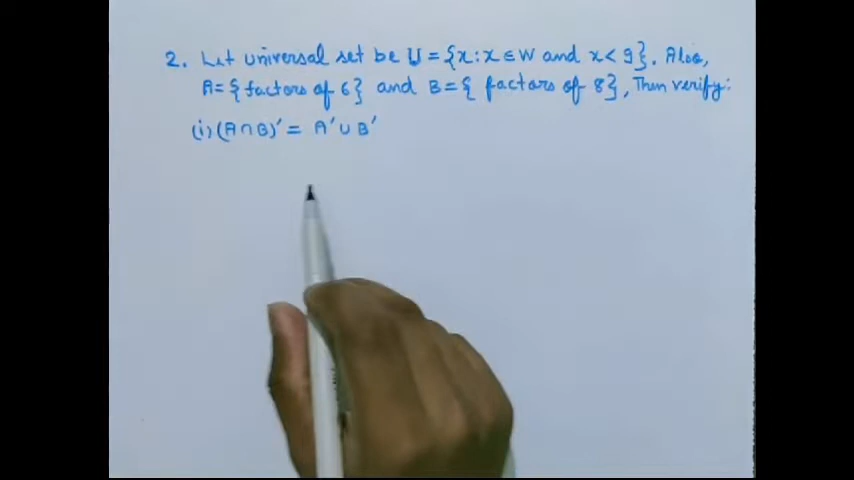 2. Let universal set be U = {x : x ∈ W and x < 9}. Also,
A = {factors of 6} and B = { factors of 8}, Then verify:
(i) (A ∩ B)′ = A′ ∪ B′